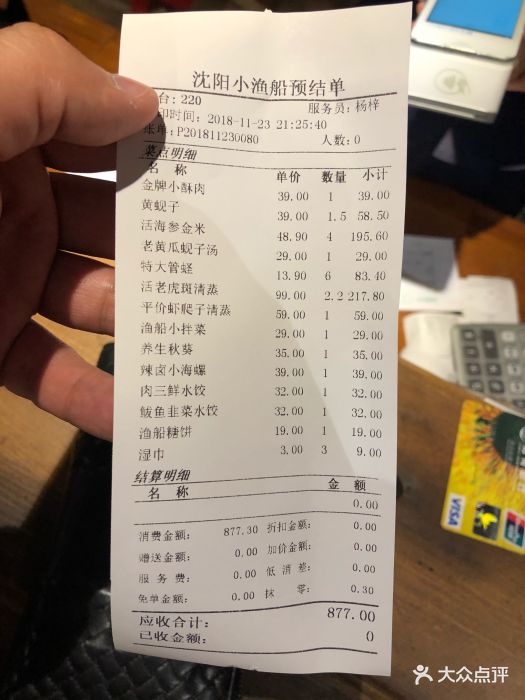 沈阳小渔船预结单
台: 220 服务员: 杨梓
印时间: 2018-11-23 21:25:40
账单: P201811230080 人数: 0
菜点明细
名 称 单价 数量 小计
金牌小酥肉 39.00 1 39.00
黄蚬子 39.00 1.5 58.50
活海参金米 48.90 4 195.60
老黄瓜蚬子汤 29.00 1 29.00
特大管蛏 13.90 6 83.40
活老虎斑清蒸 99.00 2.2 217.80
平价虾爬子清蒸 59.00 1 59.00
渔船小拌菜 29.00 1 29.00
养生秋葵 35.00 1 35.00
辣卤小海螺 39.00 1 39.00
肉三鲜水饺 32.00 1 32.00
鲅鱼韭菜水饺 32.00 1 32.00
渔船糖饼 19.00 1 19.00
湿巾 3.00 3 9.00
结算明细
名 称 金 额
0.00
消费金额: 877.30 折扣金额: 0.00
赠送金额: 0.00 加价金额: 0.00
服 务 费: 0.00 低 消 差: 0.00
免单金额: 0.00 抹 零: 0.30
应收合计: 877.00
已收金额: 0
VISA
大众点评